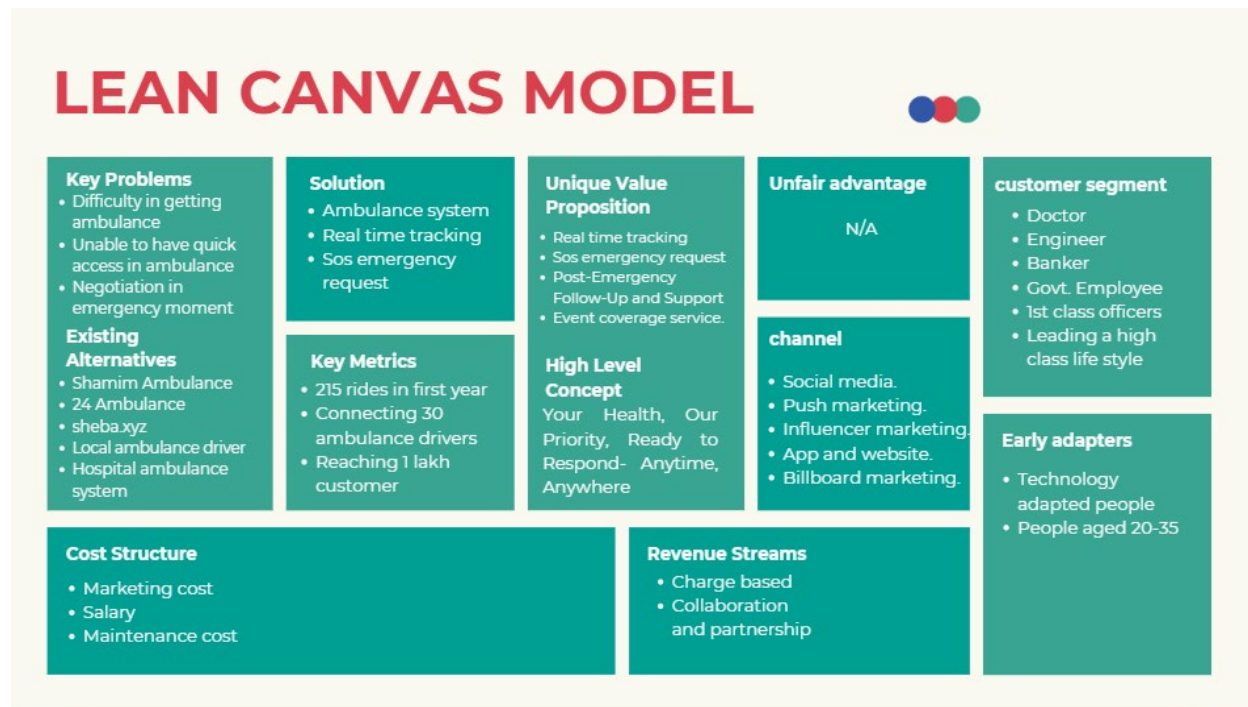 LEAN CANVAS MODEL
Key Problems
• Difficulty in getting
ambulance
• Unable to have quick
access in ambulance
• Negotiation in
emergency moment
Existing
Alternatives
• Shamim Ambulance
• 24 Ambulance
• sheba.xyz
• Local ambulance driver
• Hospital ambulance
system
Solution
• Ambulance system
• Real time tracking
• Sos emergency
request
Key Metrics
• 215 rides in first year
• Connecting 30
ambulance drivers
• Reaching 1 lakh
customer
Unique Value
Proposition
• Real time tracking
• Sos emergency request
• Post-Emergency
Follow-Up and Support
• Event coverage service.
High Level
Concept
Your Health, Our
Priority, Ready to
Respond- Anytime,
Anywhere
Unfair advantage
N/A
channel
• Social media.
• Push marketing.
• Influencer marketing.
• App and website.
• Billboard marketing.
customer segment
• Doctor
• Engineer
• Banker
• Govt. Employee
• 1st class officers
• Leading a high
class life style
Early adapters
• Technology
adapted people
• People aged 20-35
Cost Structure
• Marketing cost
• Salary
• Maintenance cost
Revenue Streams
• Charge based
• Collaboration
and partnership